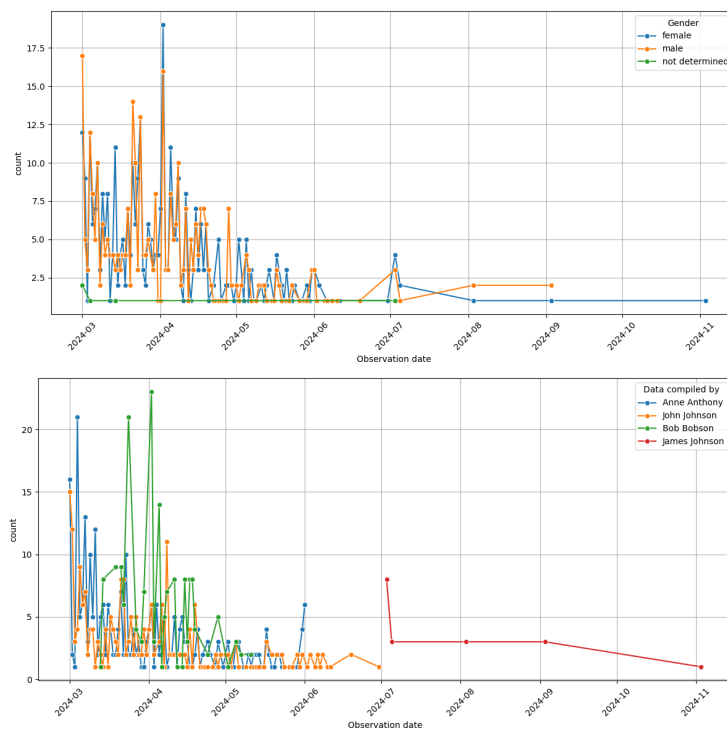 Gender
female
male
not determined
17.5
15.0
12.5
10.0
7.5
5.0
2.5
count
2024-03
2024-04
2024-05
2024-06
2024-07
2024-08
2024-09
2024-10
2024-11
Observation date
Data compiled by
Anne Anthony
John Johnson
Bob Bobson
James Johnson
20
15
10
5
0
count
2024-03
2024-04
2024-05
2024-06
2024-07
2024-08
2024-09
2024-10
2024-11
Observation date